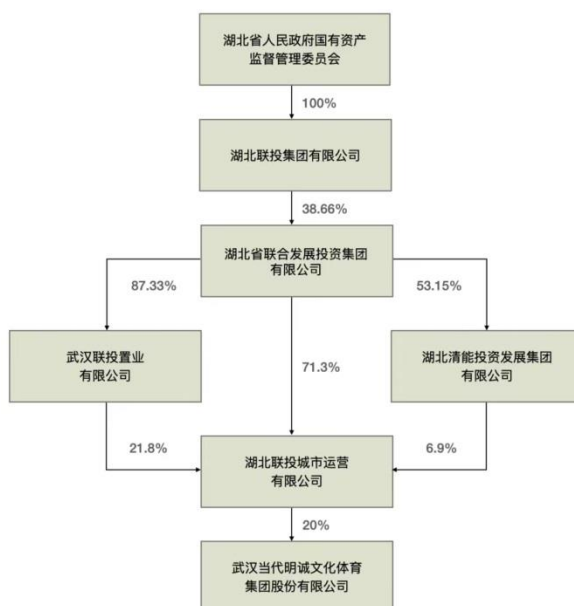 湖北省人民政府国有资产
监督管理委员会
100%
湖北联投集团有限公司
38.66%
湖北省联合发展投资集团
有限公司
87.33%
53.15%
武汉联投置业
有限公司
71.3%
湖北清能投资发展集团
有限公司
21.8%
6.9%
湖北联投城市运营
有限公司
20%
武汉当代明诚文化体育
集团股份有限公司